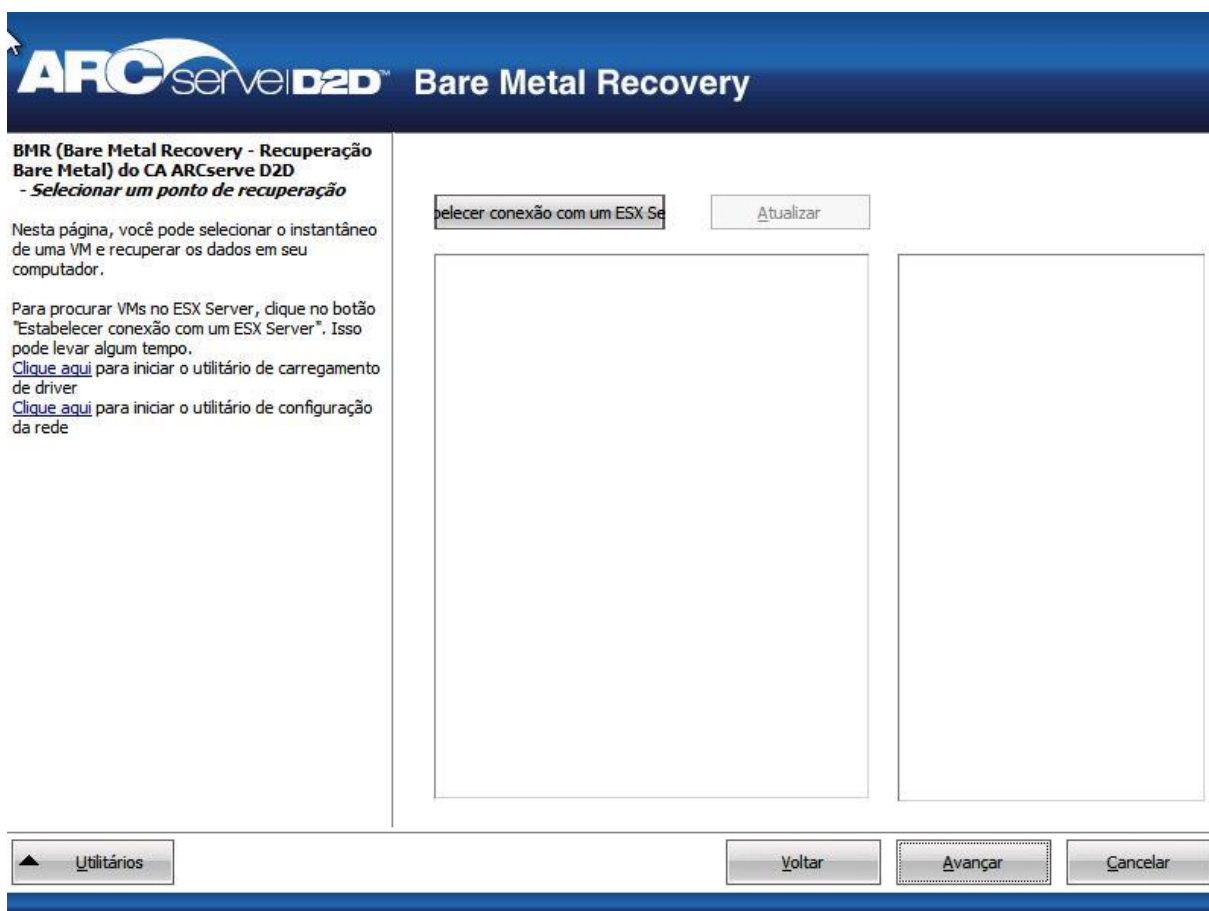 ARCserve D2D™ Bare Metal Recovery
BMR (Bare Metal Recovery - Recuperação
Bare Metal) do CA ARCserve D2D
- Selecionar um ponto de recuperação
Nesta página, você pode selecionar o instantâneo
de uma VM e recuperar os dados em seu
computador.
Para procurar VMs no ESX Server, clique no botão
"Estabelecer conexão com um ESX Server". Isso
pode levar algum tempo.
Clique aqui para iniciar o utilitário de carregamento
de driver
Clique aqui para iniciar o utilitário de configuração
da rede
belecer conexão com um ESX Se
Atualizar
Utilitários
Voltar
Avançar
Cancelar